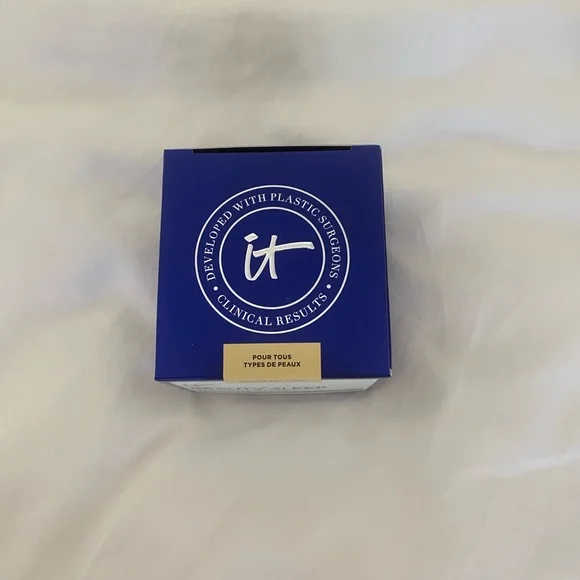 DEVELOPED WITH PLASTIC SURGEONS
it
• CLINICAL RESULTS •
POUR TOUS
TYPES DE PEAUX